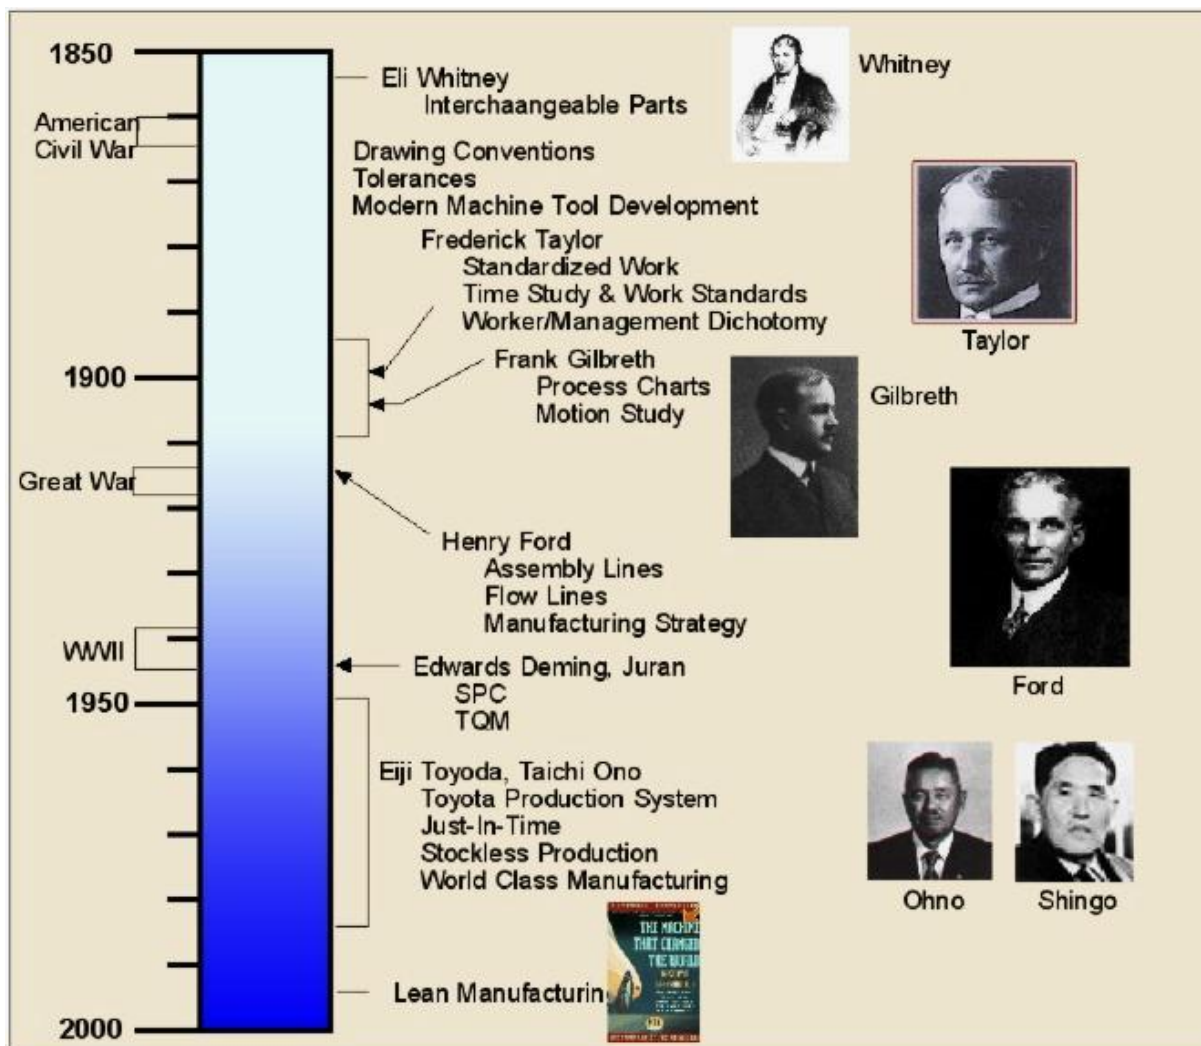 1850
Eli Whitney
Interchaangeable Parts
Whitney
American
Civil War
Drawing Conventions
Tolerances
Modern Machine Tool Development
Frederick Taylor
Standardized Work
Time Study & Work Standards
Worker/Management Dichotomy
Taylor
1900
Frank Gilbreth
Process Charts
Motion Study
Gilbreth
Great War
Henry Ford
Assembly Lines
Flow Lines
Manufacturing Strategy
Ford
WWII
Edwards Deming, Juran
SPC
TQM
1950
Eiji Toyoda, Taichi Ono
Toyota Production System
Just-In-Time
Stockless Production
World Class Manufacturing
Ohno
Shingo
THE MACHINE
THAT CHANGED
THE WORLD
Lean Manufacturin
2000